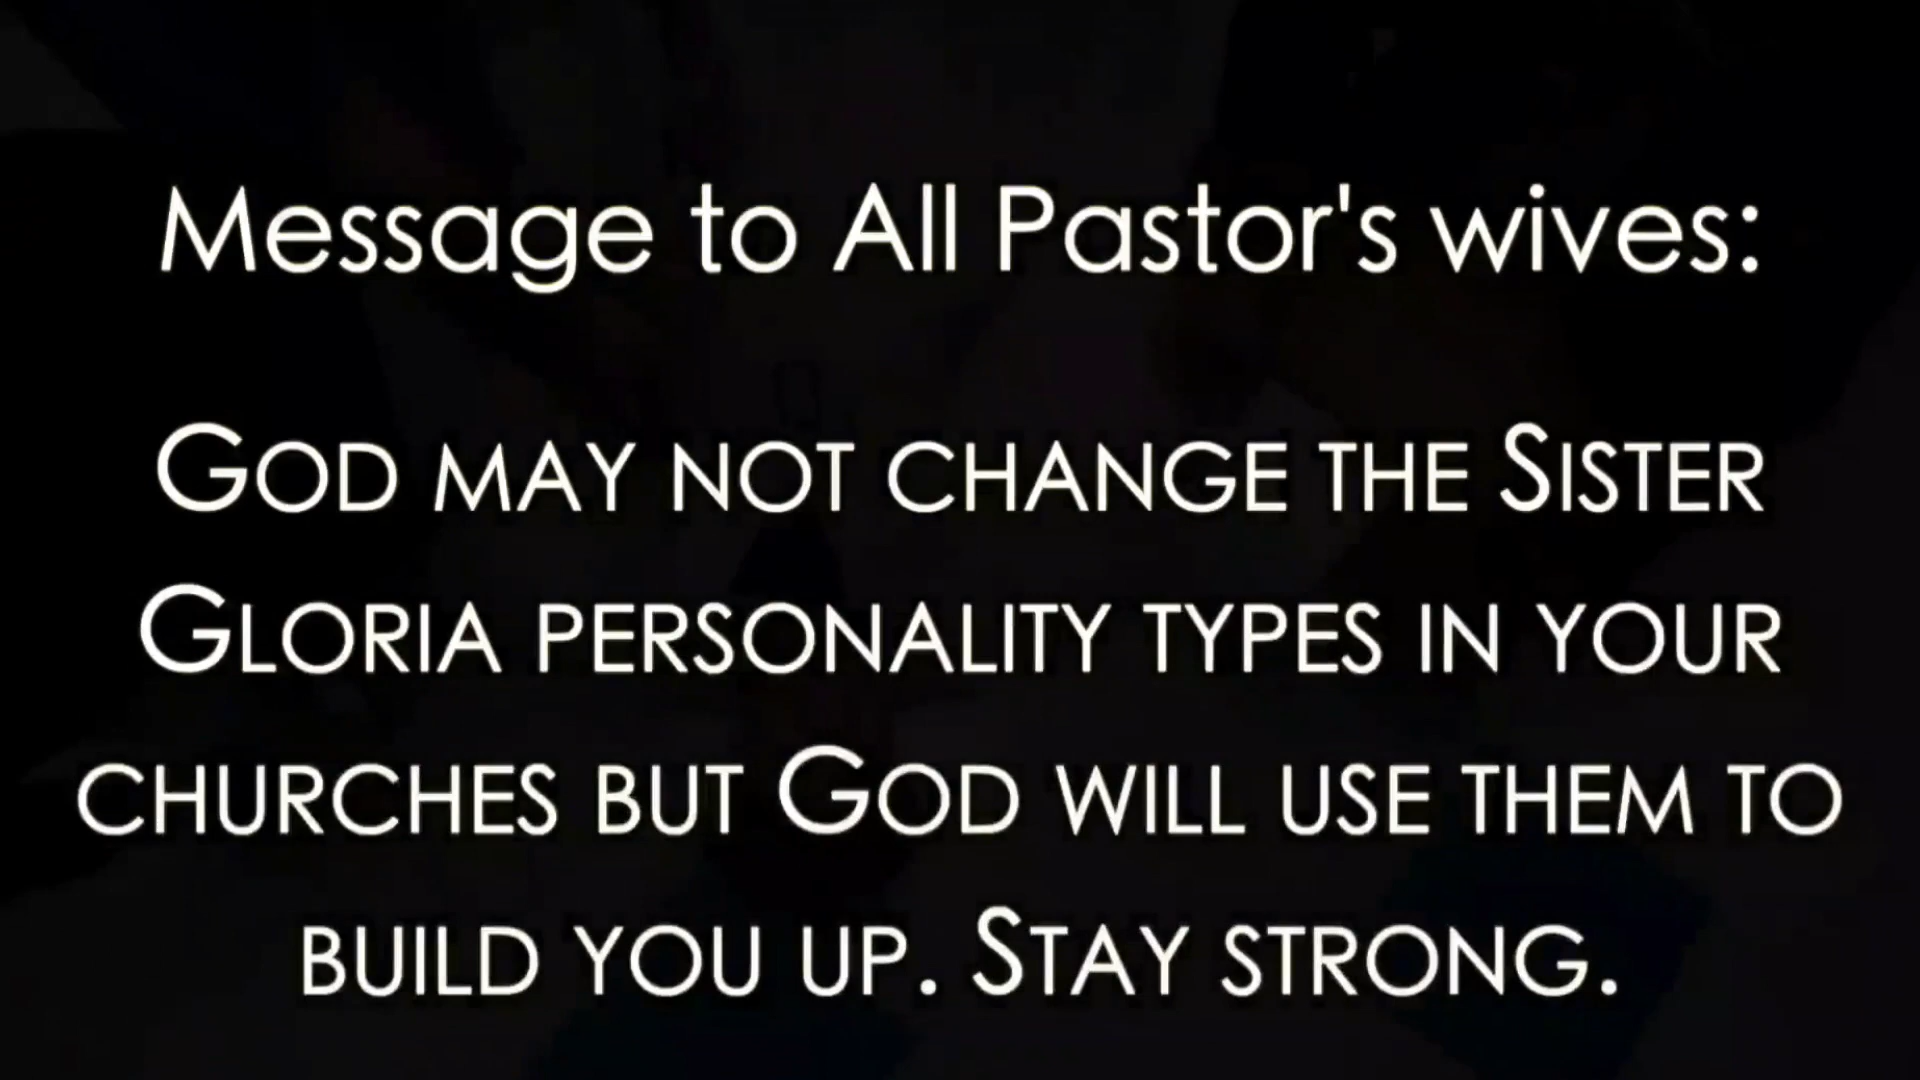 Message to All Pastor's wives:
God may not change the Sister
Gloria personality types in your
churches but God will use them to
build you up. Stay strong.